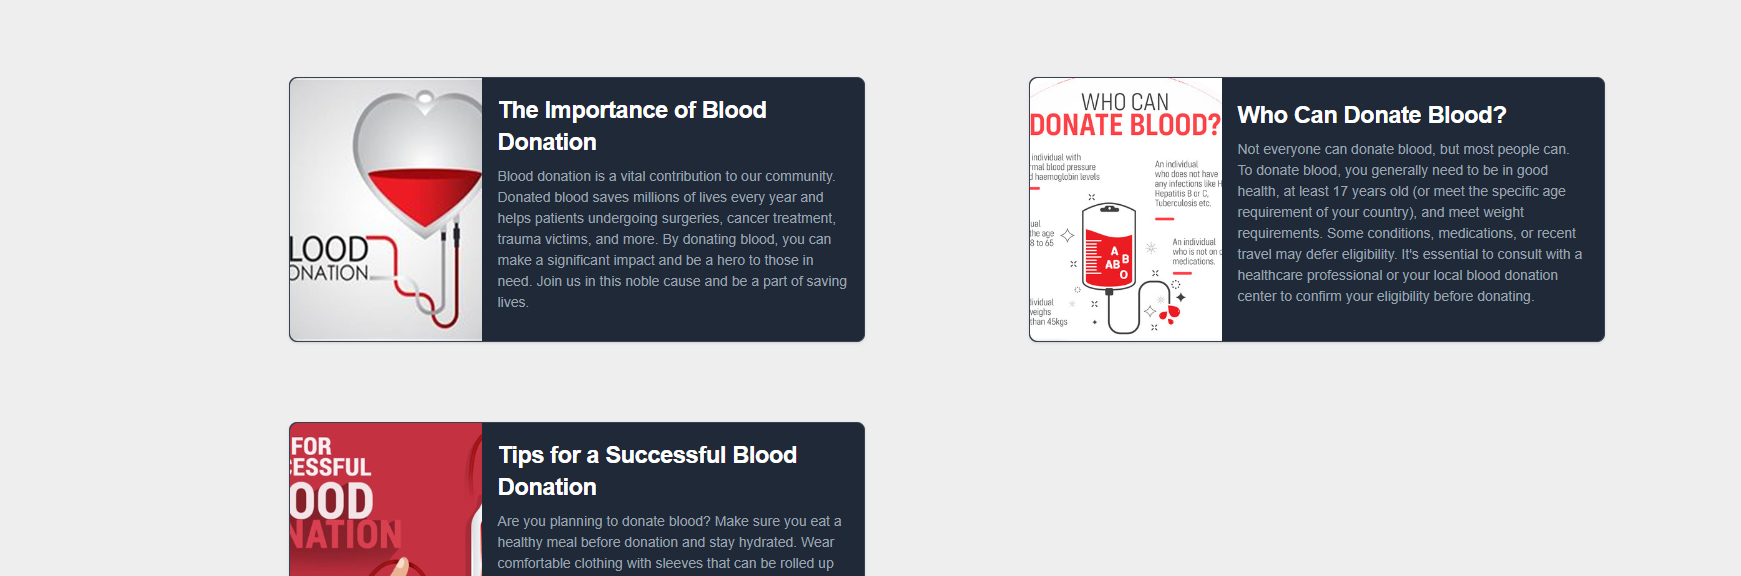 The Importance of Blood
Donation
Blood donation is a vital contribution to our community.
Donated blood saves millions of lives every year and
helps patients undergoing surgeries, cancer treatment,
trauma victims, and more. By donating blood, you can
make a significant impact and be a hero to those in
need. Join us in this noble cause and be a part of saving
lives.
LOOD
ONATION
WHO CAN
DONATE BLOOD?
individual with
rmal blood pressure
d haemoglobin levels
An individual
who does not have
any infections like H
Hepatitis B or C,
Tuberculosis etc.
ual
the age
8 to 65
An individual
who is not on
medications.
A
B
AB
O
dividual
weighs
than 45kgs
Who Can Donate Blood?
Not everyone can donate blood, but most people can.
To donate blood, you generally need to be in good
health, at least 17 years old (or meet the specific age
requirement of your country), and meet weight
requirements. Some conditions, medications, or recent
travel may defer eligibility. It's essential to consult with a
healthcare professional or your local blood donation
center to confirm your eligibility before donating.
FOR
CESSFUL
OOD
NATION
Tips for a Successful Blood
Donation
Are you planning to donate blood? Make sure you eat a
healthy meal before donation and stay hydrated. Wear
comfortable clothing with sleeves that can be rolled up